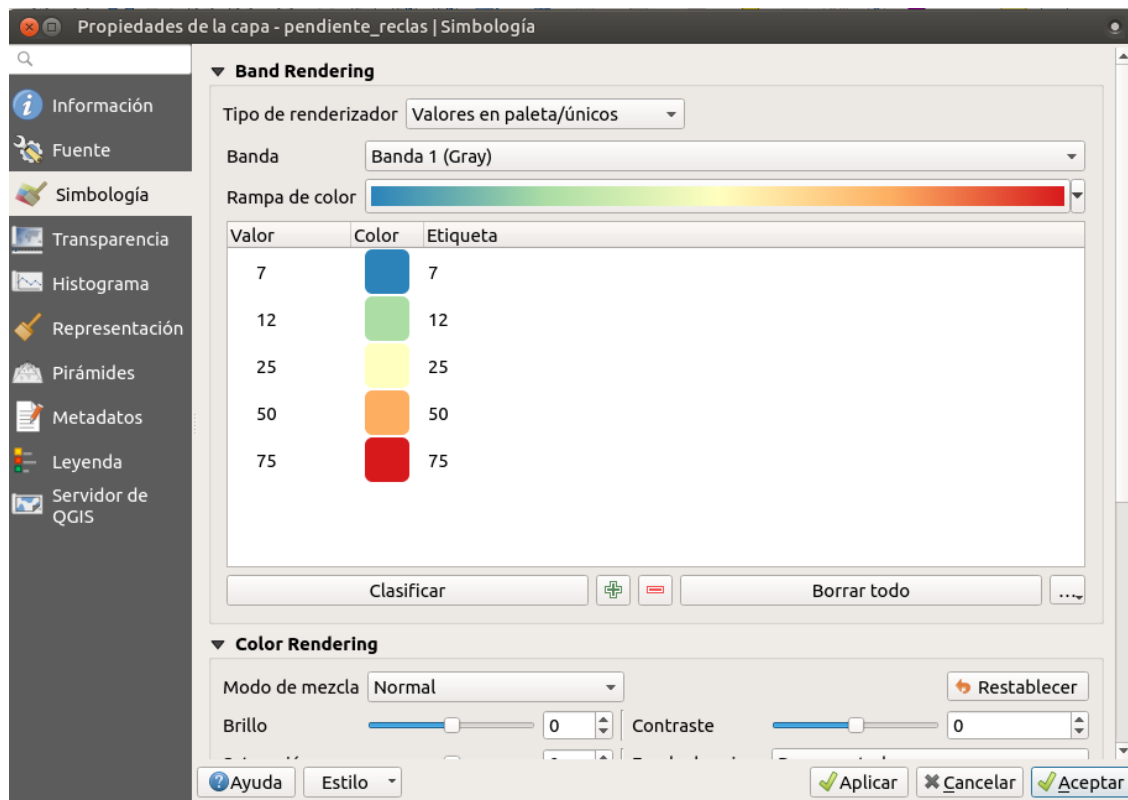 Propiedades de la capa - pendiente_reclas | Simbología
Información
Fuente
Simbología
Transparencia
Histograma
Representación
Pirámides
Metadatos
Leyenda
Servidor de
QGIS
Band Rendering
Tipo de renderizador Valores en paleta/únicos
Banda Banda 1 (Gray)
Rampa de color
Valor Color Etiqueta
7 7
12 12
25 25
50 50
75 75
Clasificar Borrar todo ...
Color Rendering
Modo de mezcla Normal Restablecer
Brillo 0 Contraste 0
Ayuda Estilo Aplicar Cancelar Aceptar